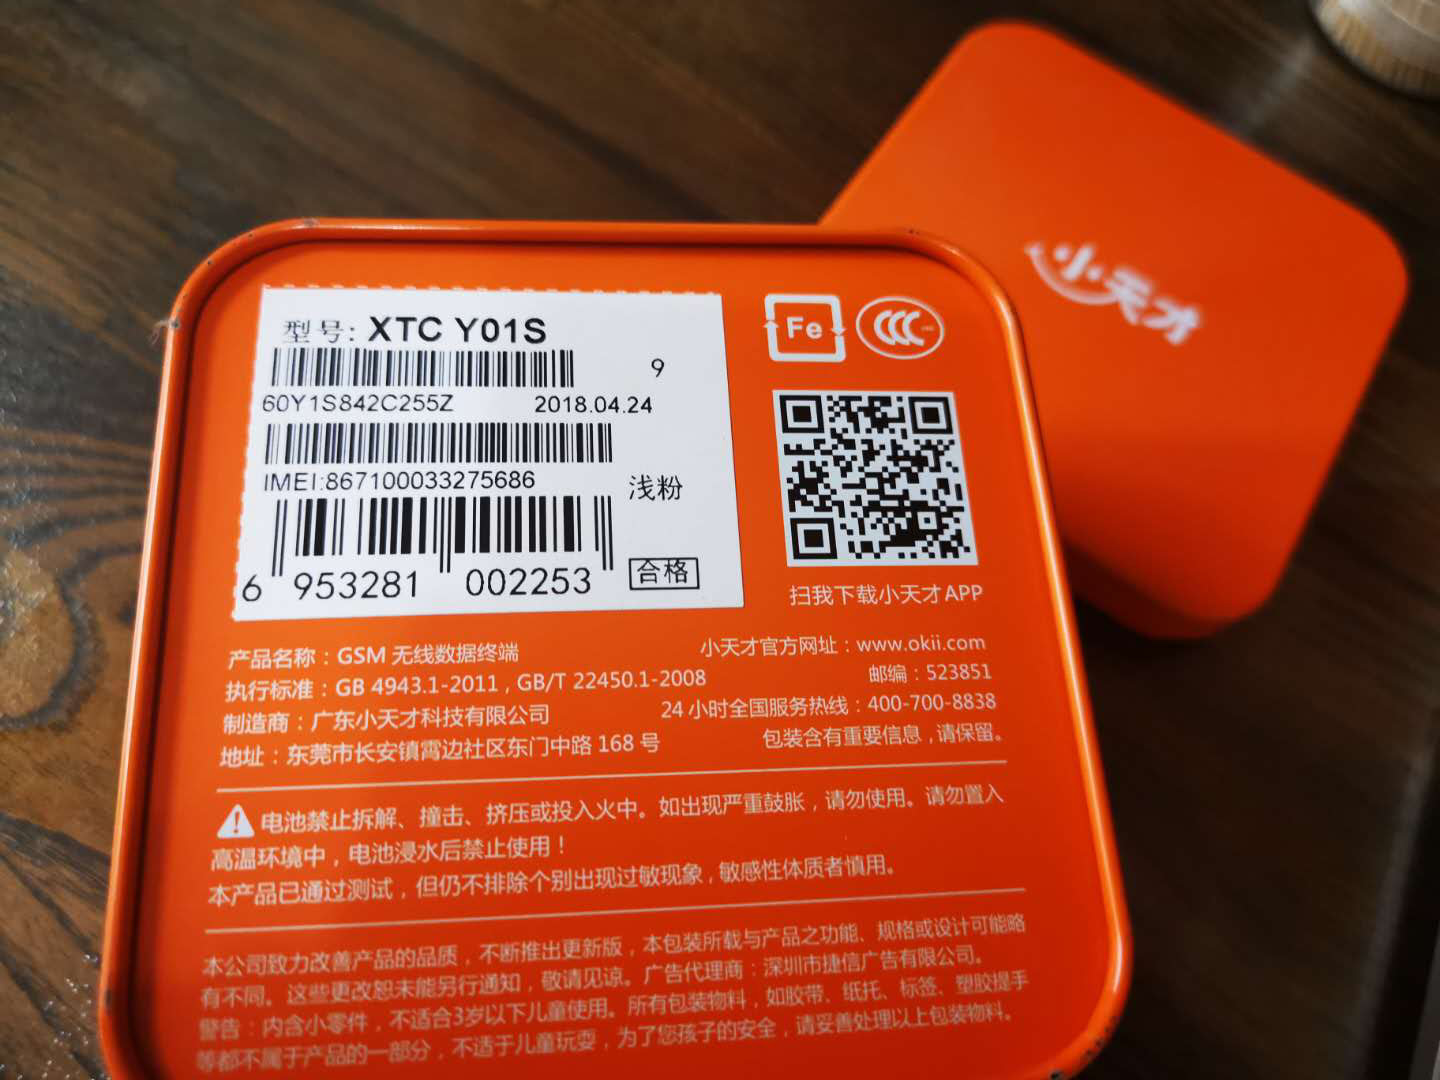 小天才
型号: XTC Y01S
9
60Y1S842C255Z 2018.04.24
IMEI:867100033275686
浅粉
6 953281 002253
合格
Fe
CCC
扫我下载小天才APP
产品名称：GSM 无线数据终端
小天才官方网址：www.okii.com
执行标准：GB 4943.1-2011 , GB/T 22450.1-2008
邮编：523851
制造商：广东小天才科技有限公司
24 小时全国服务热线：400-700-8838
地址：东莞市长安镇霄边社区东门中路 168 号
包装含有重要信息，请保留。
电池禁止拆解、撞击、挤压或投入火中。如出现严重鼓胀，请勿使用。请勿置入
高温环境中，电池浸水后禁止使用！
本产品已通过测试，但仍不排除个别出现过敏现象，敏感性体质者慎用。
本公司致力改善产品的品质，不断推出更新版，本包装所载与产品之功能、规格或设计可能略
有不同。这些更改恕未能另行通知，敬请见谅。广告代理商：深圳市捷信广告有限公司。
警告：内含小零件，不适合3岁以下儿童使用。所有包装物料，如胶带、纸托、标签、塑胶提手
等都不属于产品的一部分，不适于儿童玩耍，为了您孩子的安全，请妥善处理以上包装物料。